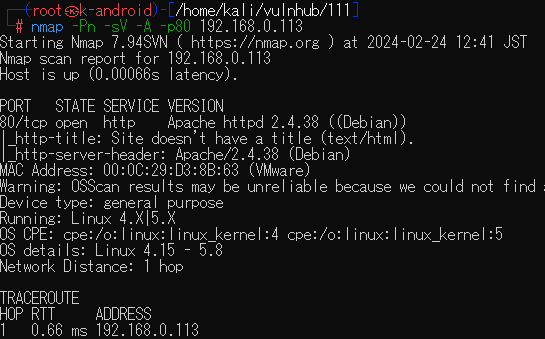 ┌──(root㉿k-android)-[/home/kali/vulnhub/111]
└─# nmap -Pn -sV -A -p80 192.168.0.113
Starting Nmap 7.94SVN ( https://nmap.org ) at 2024-02-24 12:41 JST
Nmap scan report for 192.168.0.113
Host is up (0.00066s latency).

PORT   STATE SERVICE VERSION
80/tcp open  http    Apache httpd 2.4.38 ((Debian))
|_http-title: Site doesn't have a title (text/html).
|_http-server-header: Apache/2.4.38 (Debian)
MAC Address: 00:0C:29:D3:8B:63 (VMware)
Warning: OSScan results may be unreliable because we could not find a
Device type: general purpose
Running: Linux 4.X|5.X
OS CPE: cpe:/o:linux:linux_kernel:4 cpe:/o:linux:linux_kernel:5
OS details: Linux 4.15 - 5.8
Network Distance: 1 hop

TRACEROUTE
HOP RTT     ADDRESS
1   0.66 ms 192.168.0.113